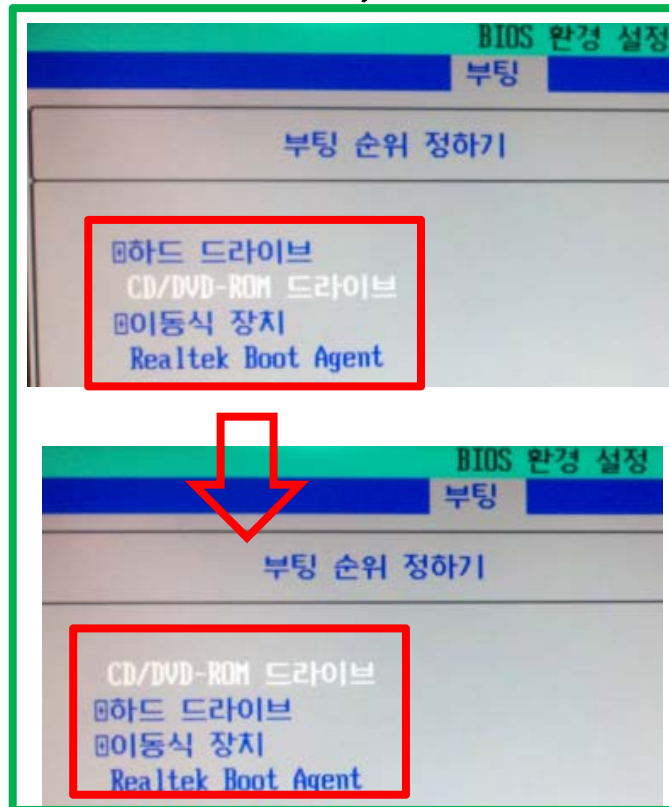 BIOS 환경 설정
부팅
부팅 순위 정하기
하드 드라이브
CD/DVD-ROM 드라이브
이동식 장치
Realtek Boot Agent
BIOS 환경 설정
부팅
부팅 순위 정하기
CD/DVD-ROM 드라이브
하드 드라이브
이동식 장치
Realtek Boot Agent